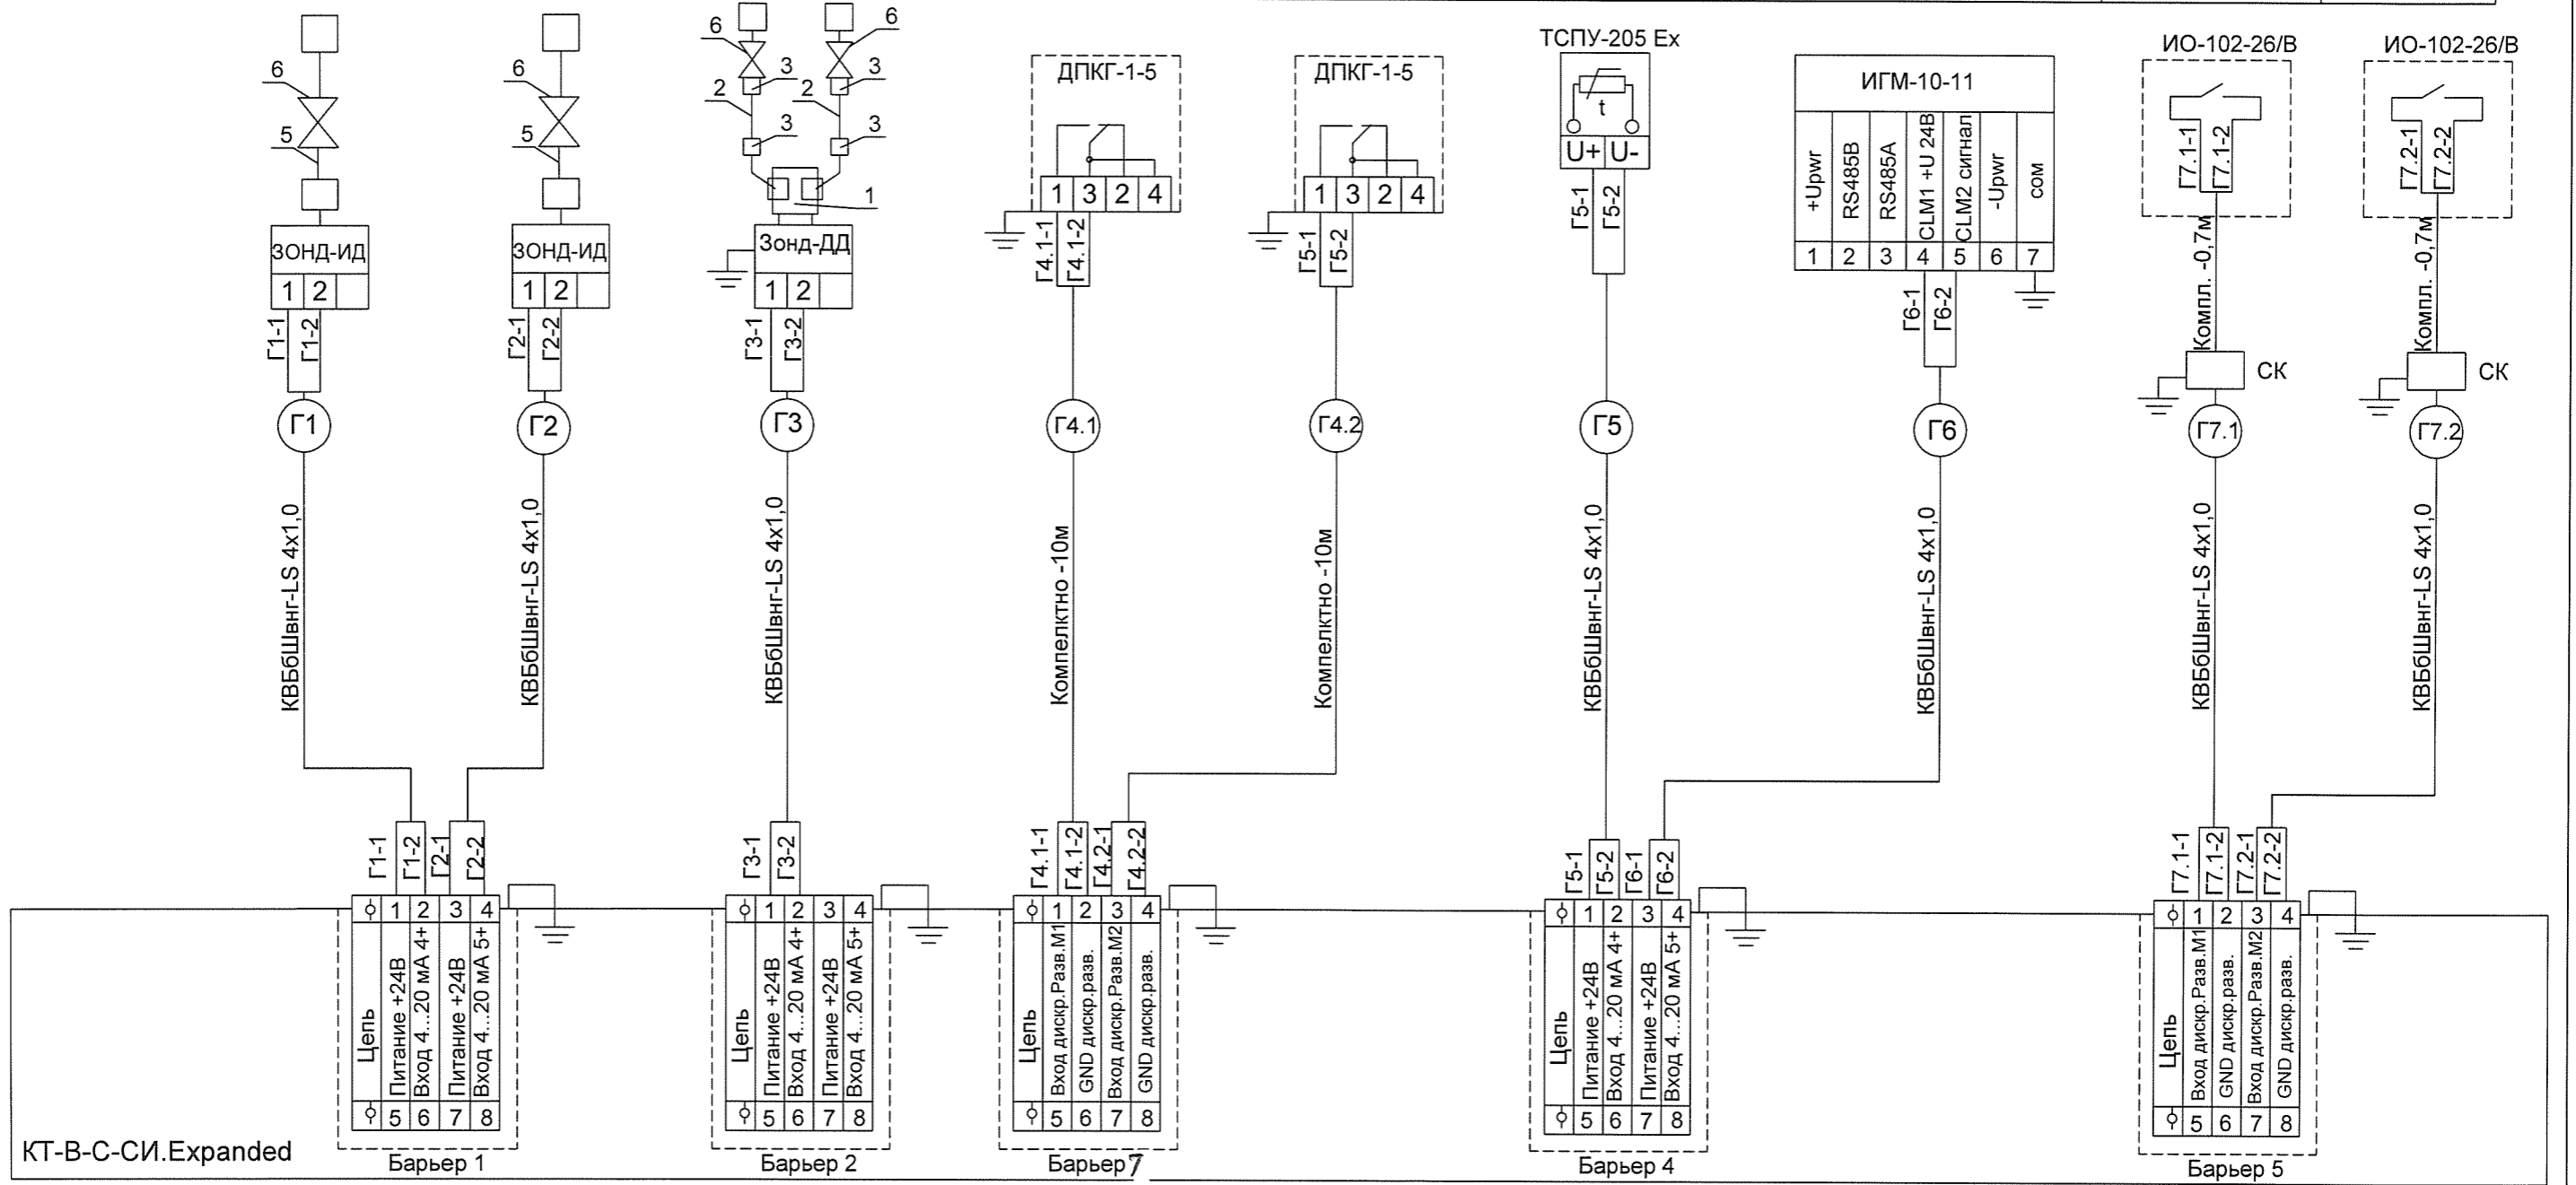 6
5
ЗОНД-ИД
1 2
Г1-1
Г1-2
Г1
КВБбШвнг-LS 4х1,0
6
5
ЗОНД-ИД
1 2
Г2-1
Г2-2
Г2
КВБбШвнг-LS 4х1,0
6
6
3
3
2
2
3
3
1
Зонд-ДД
1 2
Г3-1
Г3-2
Г3
КВБбШвнг-LS 4х1,0
ДПКГ-1-5
1 3 2 4
Г4.1-1
Г4.1-2
Г4.1
Компелктно -10м
ДПКГ-1-5
1 3 2 4
Г5-1
Г5-2
Г4.2
Компелктно -10м
ТСПУ-205 Ех
t
U+ U-
Г5-1
Г5-2
Г5
КВБбШвнг-LS 4х1,0
ИГМ-10-11
+Upwr
RS485B
RS485A
CLM1 +U 24В
CLM2 сигнал
-Upwr
com
1 2 3 4 5 6 7
Г6-1
Г6-2
Г6
КВБбШвнг-LS 4х1,0
ИО-102-26/В
Г7.1-1
Г7.1-2
Компл. -0,7м
СК
Г7.1
КВБбШвнг-LS 4х1,0
ИО-102-26/В
Г7.2-1
Г7.2-2
Компл. -0,7м
СК
Г7.2
КВБбШвнг-LS 4х1,0
Г1-1
Г1-2
Г2-1
Г2-2
1 2 3 4
Цепь
Питание +24В
Вход 4...20 мА 4+
Питание +24В
Вход 4...20 мА 5+
5 6 7 8
Барьер 1
Г3-1
Г3-2
1 2 3 4
Цепь
Питание +24В
Вход 4...20 мА 4+
Питание +24В
Вход 4...20 мА 5+
5 6 7 8
Барьер 2
Г4.1-1
Г4.1-2
Г4.2-1
Г4.2-2
1 2 3 4
Цепь
Вход дискр.Разв.М1
GND дискр.разв.
Вход дискр.Разв.М2
GND дискр.разв.
5 6 7 8
Барьер 7
Г5-1
Г5-2
Г6-1
Г6-2
1 2 3 4
Цепь
Питание +24В
Вход 4...20 мА 4+
Питание +24В
Вход 4...20 мА 5+
5 6 7 8
Барьер 4
Г7.1-1
Г7.1-2
Г7.2-1
Г7.2-2
1 2 3 4
Цепь
Вход дискр.Разв.М1
GND дискр.разв.
Вход дискр.Разв.М2
GND дискр.разв.
5 6 7 8
Барьер 5
КТ-В-С-СИ.Expanded